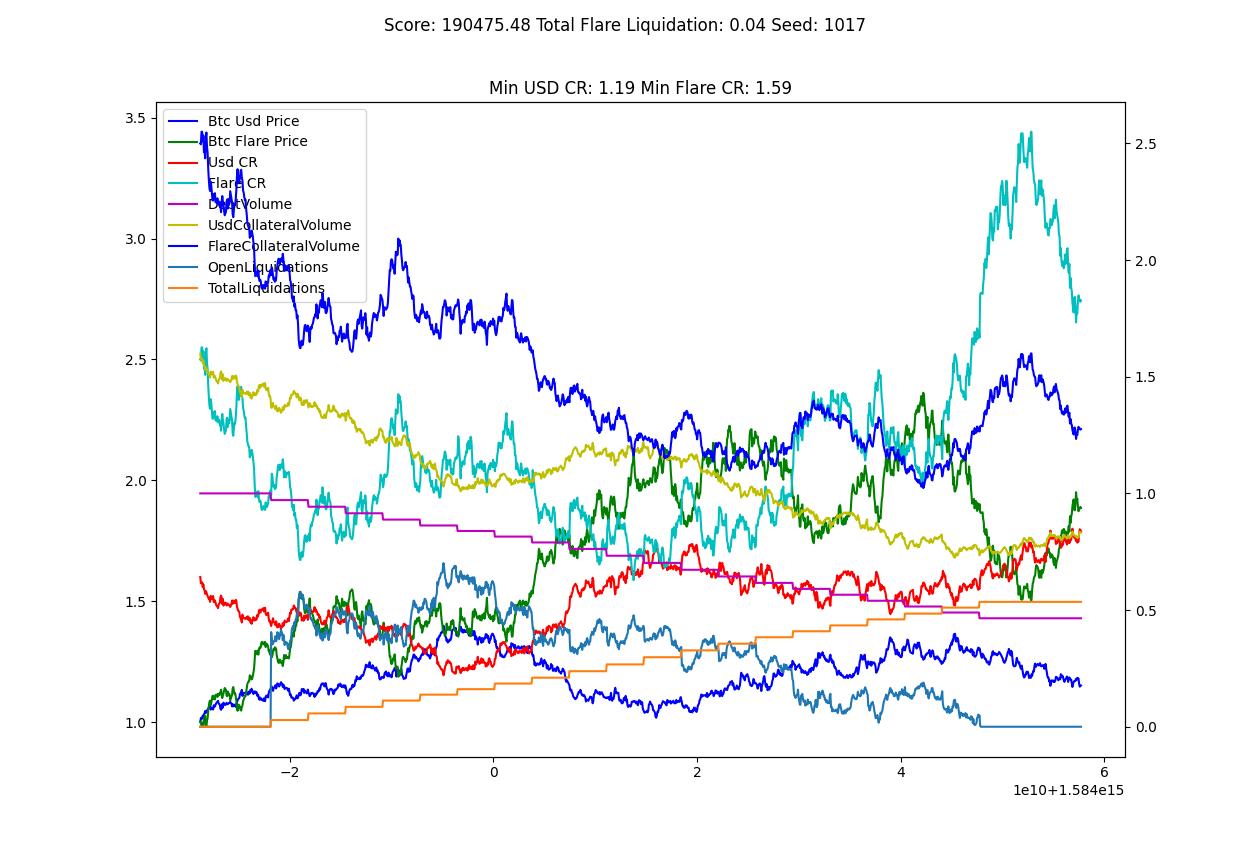 Score: 190475.48 Total Flare Liquidation: 0.04 Seed: 1017
Min USD CR: 1.19 Min Flare CR: 1.59
Btc Usd Price
Btc Flare Price
Usd CR
Flare CR
DebtVolume
UsdCollateralVolume
FlareCollateralVolume
OpenLiquidations
TotalLiquidations
3.5
3.0
2.5
2.0
1.5
1.0
2.5
2.0
1.5
1.0
0.5
0.0
−2
0
2
4
6
1e10+1.584e15